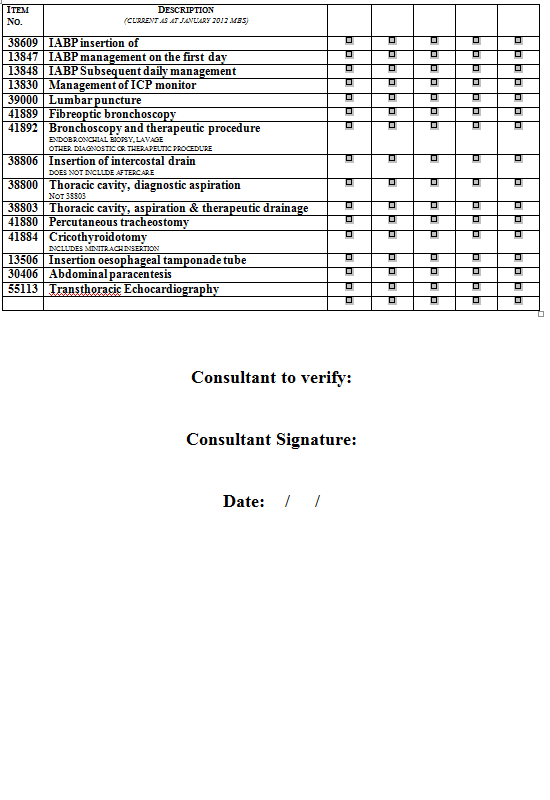 ITEM NO. DESCRIPTION
(CURRENT AS AT JANUARY 2012 MBS)
38609 IABP insertion of
13847 IABP management on the first day
13848 IABP Subsequent daily management
13830 Management of ICP monitor
39000 Lumbar puncture
41889 Fibreoptic bronchoscopy
41892 Bronchoscopy and therapeutic procedure
ENDOBRONCHIAL BIOPSY, LAVAGE
OTHER DIAGNOSTIC OR THERAPEUTIC PROCEDURE
38806 Insertion of intercostal drain
DOES NOT INCLUDE AFTERCARE
38800 Thoracic cavity, diagnostic aspiration
NOT 38803
38803 Thoracic cavity, aspiration & therapeutic drainage
41880 Percutaneous tracheostomy
41884 Cricothyroidotomy
INCLUDES MINITRACH INSERTION
13506 Insertion oesophageal tamponade tube
30406 Abdominal paracentesis
55113 Transthoracic Echocardiography
Consultant to verify:
Consultant Signature:
Date: / /